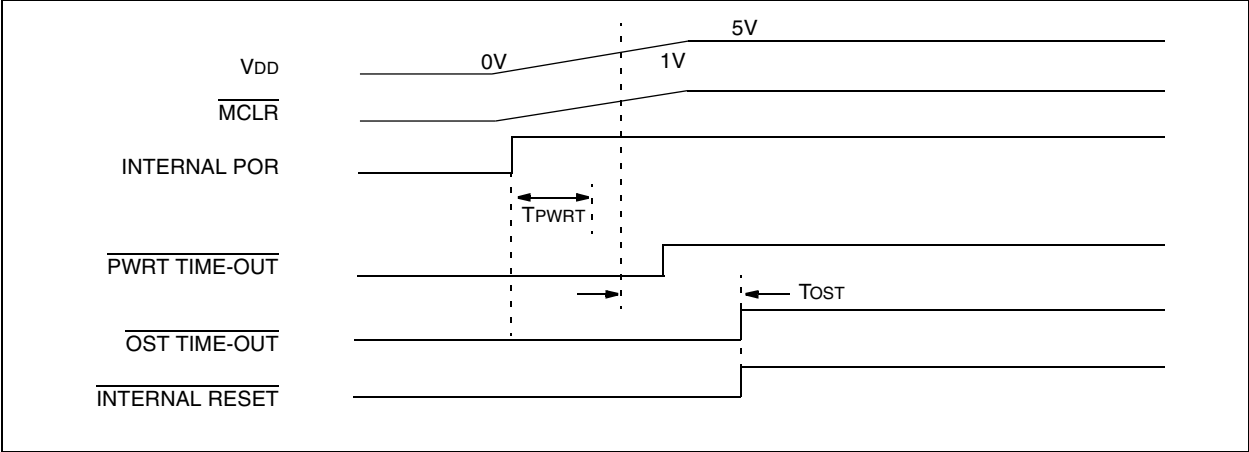 5V
VDD 0V 1V
MCLR
INTERNAL POR
TPWRT
PWRT TIME-OUT
TOST
OST TIME-OUT
INTERNAL RESET